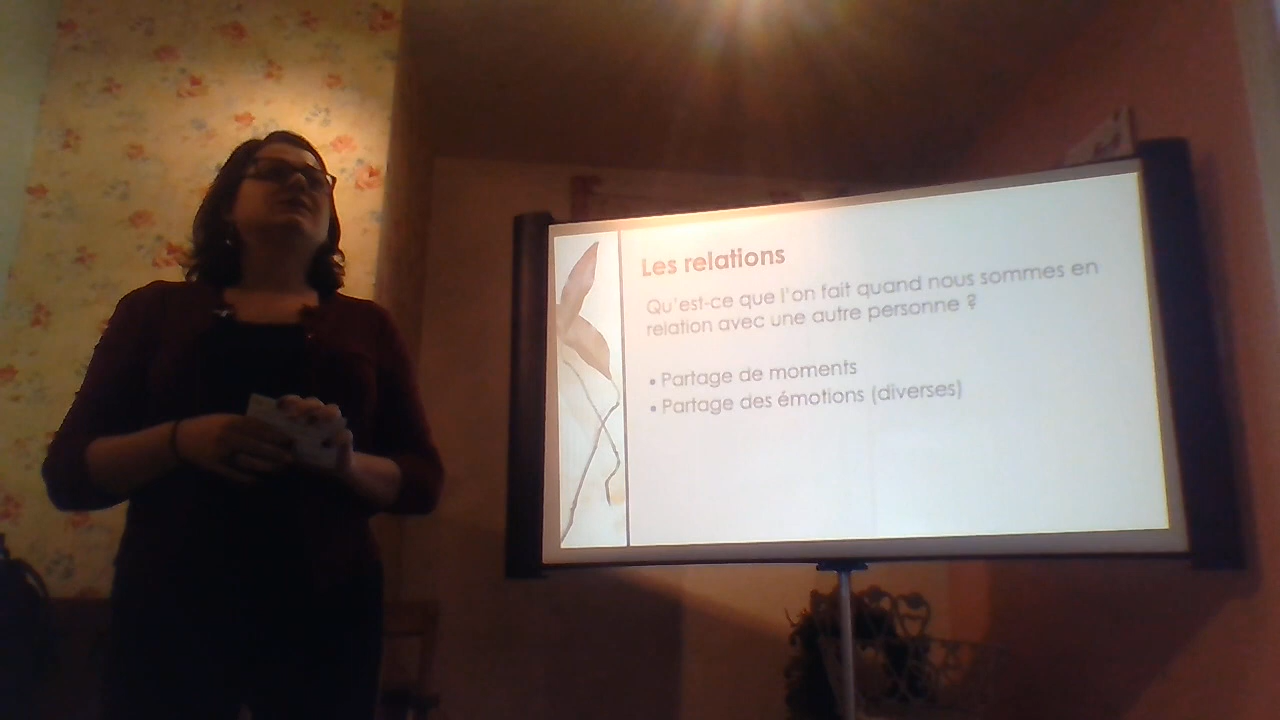 Les relations
Qu'est-ce que l'on fait quand nous sommes en
relation avec une autre personne ?
• Partage de moments
• Partage des émotions (diverses)